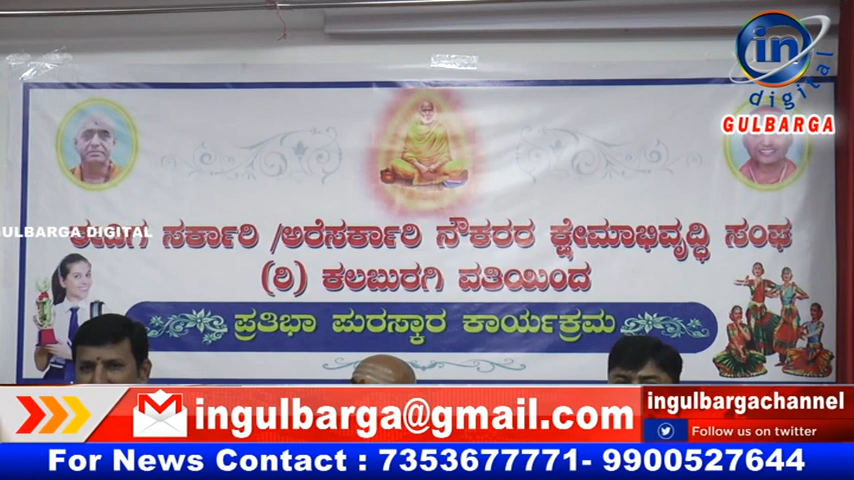 in
digital
GULBARGA
GULBARGA DIGITAL
ಸರ್ಕಾರಿ /ಅರೆಸರ್ಕಾರಿ ನೌಕರರ ಕ್ಷೇಮಾಭಿವೃದ್ಧಿ ಸಂಘ
(ರಿ) ಕಲಬುರಗಿ ವತಿಯಿಂದ
ಪ್ರತಿಭಾ ಪುರಸ್ಕಾರ ಕಾರ್ಯಕ್ರಮ
ingulbarga@gmail.com
ingulbargachannel
Follow us on twitter
For News Contact : 7353677771- 9900527644